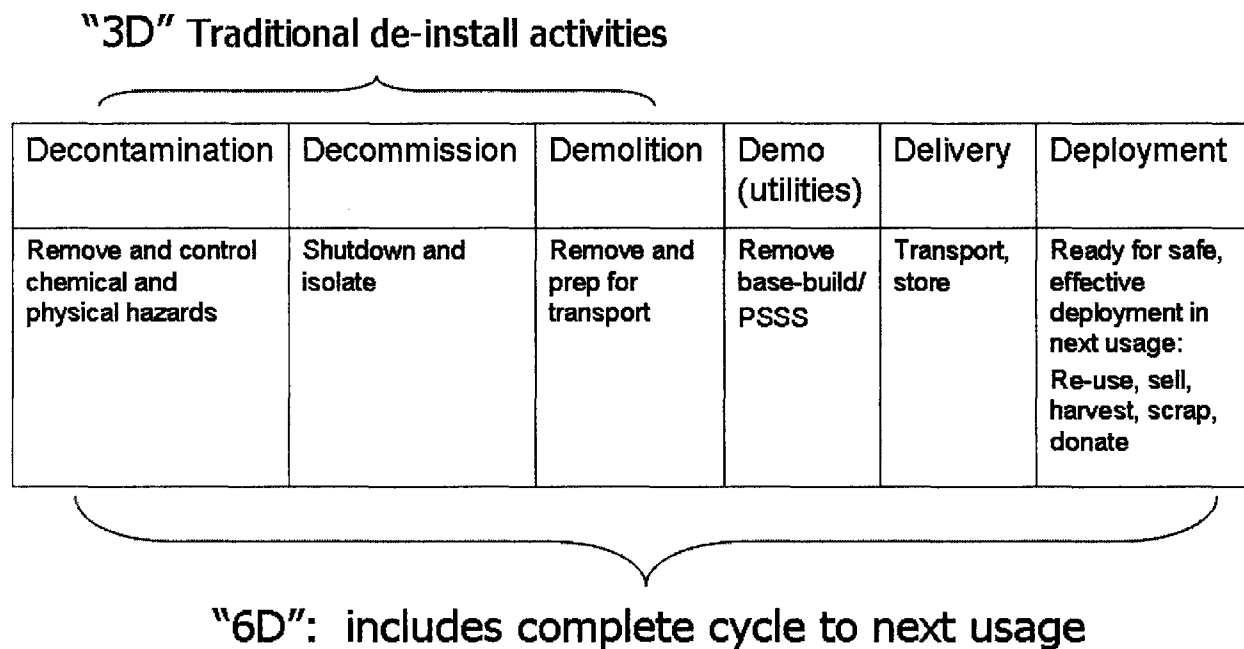 "3D" Traditional de-install activities
Decontamination
Decommission
Demolition
Demo
(utilities)
Delivery
Deployment
Remove and control
chemical and
physical hazards
Shutdown and
isolate
Remove and
prep for
transport
Remove
base-build/
PSSS
Transport,
store
Ready for safe,
effective
deployment in
next usage:
Re-use, sell,
harvest, scrap,
donate
"6D": includes complete cycle to next usage